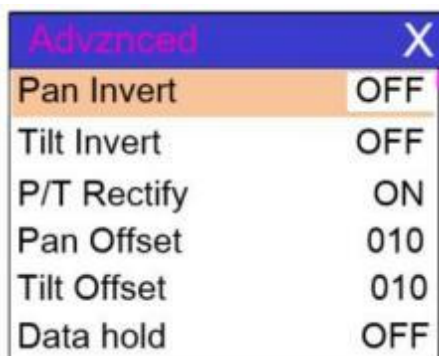 Advznced X
Pan Invert OFF
Tilt Invert OFF
P/T Rectify ON
Pan Offset 010
Tilt Offset 010
Data hold OFF